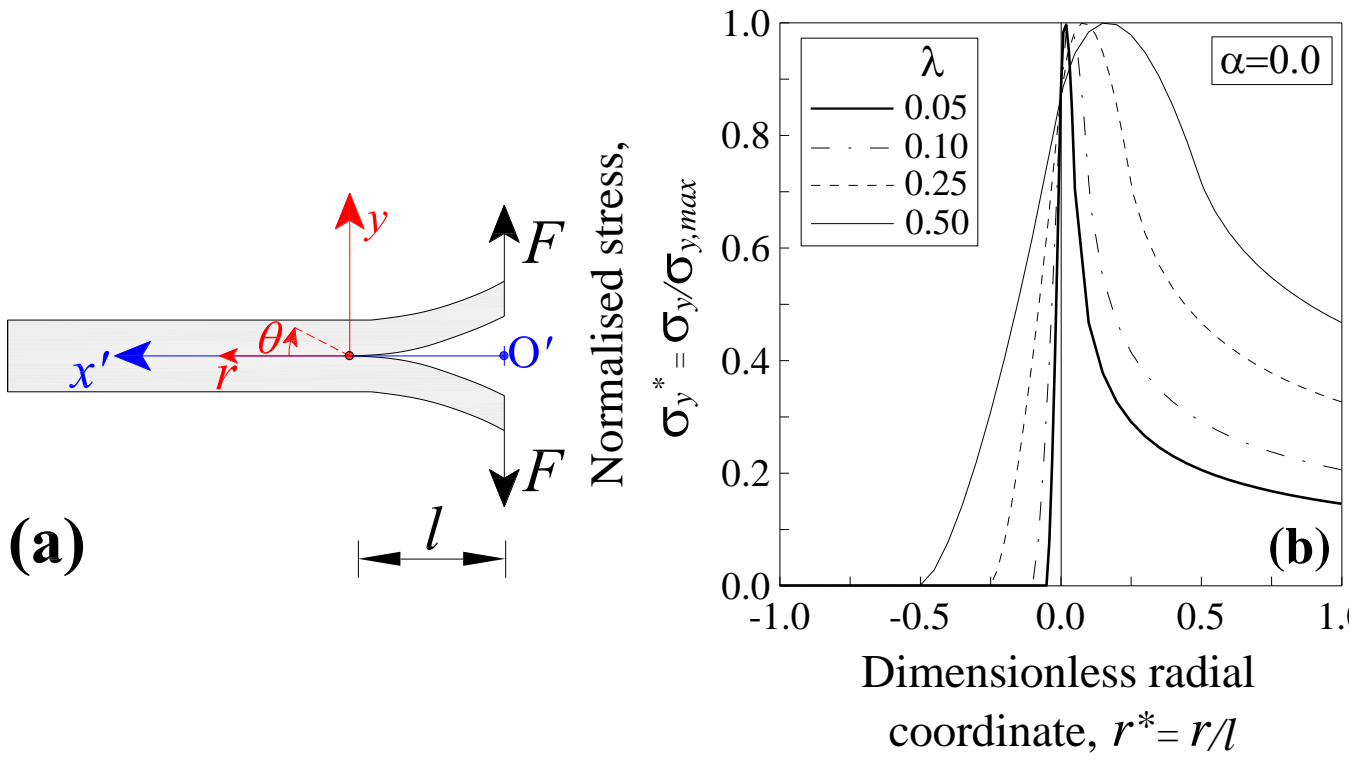 y
F
θ
O'
x'
r
F
l
(a)
Normalised stress,
σy* = σy/σy,max
1.0
0.8
0.6
0.4
0.2
0.0
λ
0.05
0.10
0.25
0.50
α=0.0
(b)
-1.0
-0.5
0.0
0.5
Dimensionless radial
coordinate, r*= r/l